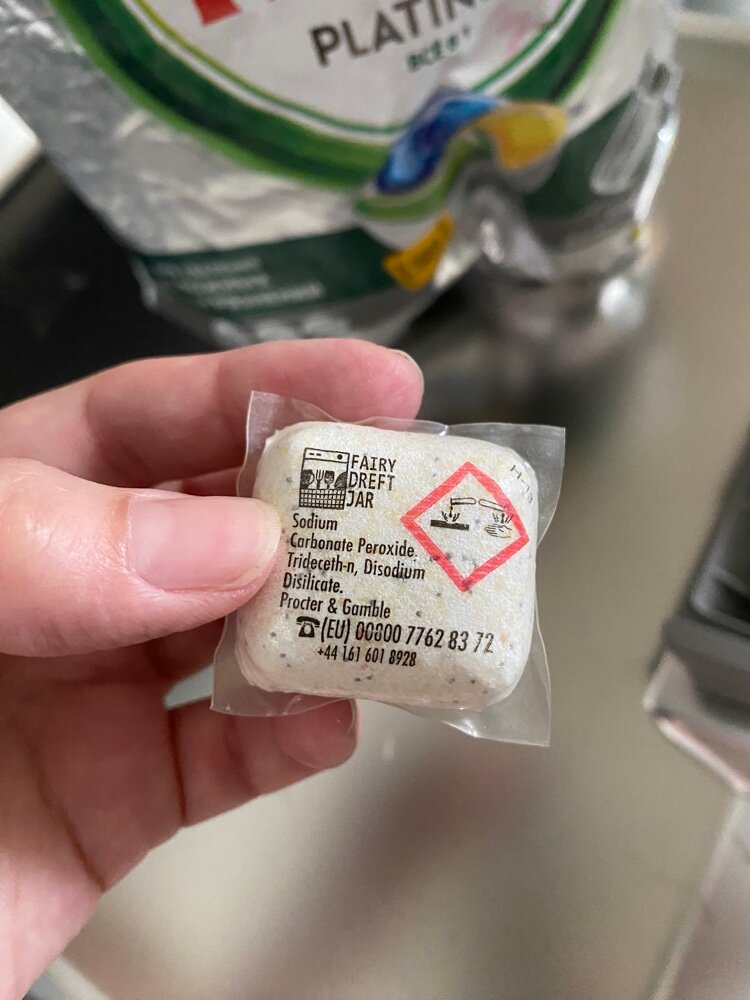 PLATIN
FAIRY
DREFT
JAR
Sodium
Carbonate Peroxide.
Trideceth-n, Disodium
Disilicate.
Procter & Gamble
(EU) 00800 7762 83 72
+44 161 601 8928